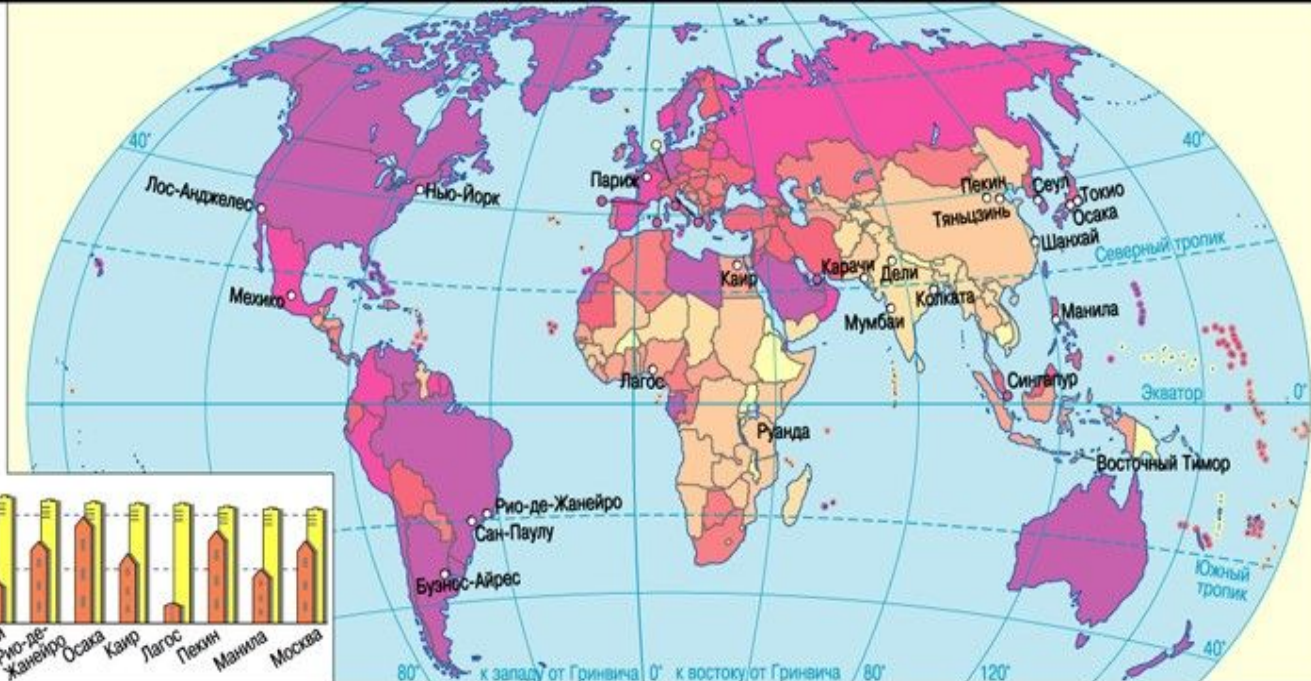 40°
40°
Лос-Анджелес
Нью-Йорк
Мехико
Париж
Каир
Карачи
Дели
Мумбаи
Колката
Пекин
Тяньцзинь
Сеул
Токио
Осака
Шанхай
Северный тропик
Манила
Сингапур
Лагос
Экватор
0°
Руанда
Восточный Тимор
Рио-де-Жанейро
Сан-Паулу
Буэнос-Айрес
Южный
тропик
40°
80°
к западу от Гринвича
0°
к востоку от Гринвича
80°
120°
Рио-де-
Жанейро
Осака
Каир
Лагос
Пекин
Манила
Москва